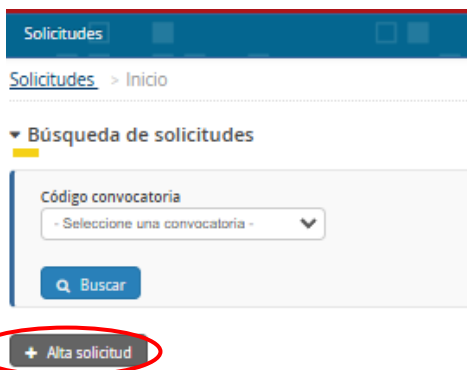 Solicitudes
Solicitudes > Inicio
Búsqueda de solicitudes
Código convocatoria
- Seleccione una convocatoria -
Buscar
+ Alta solicitud